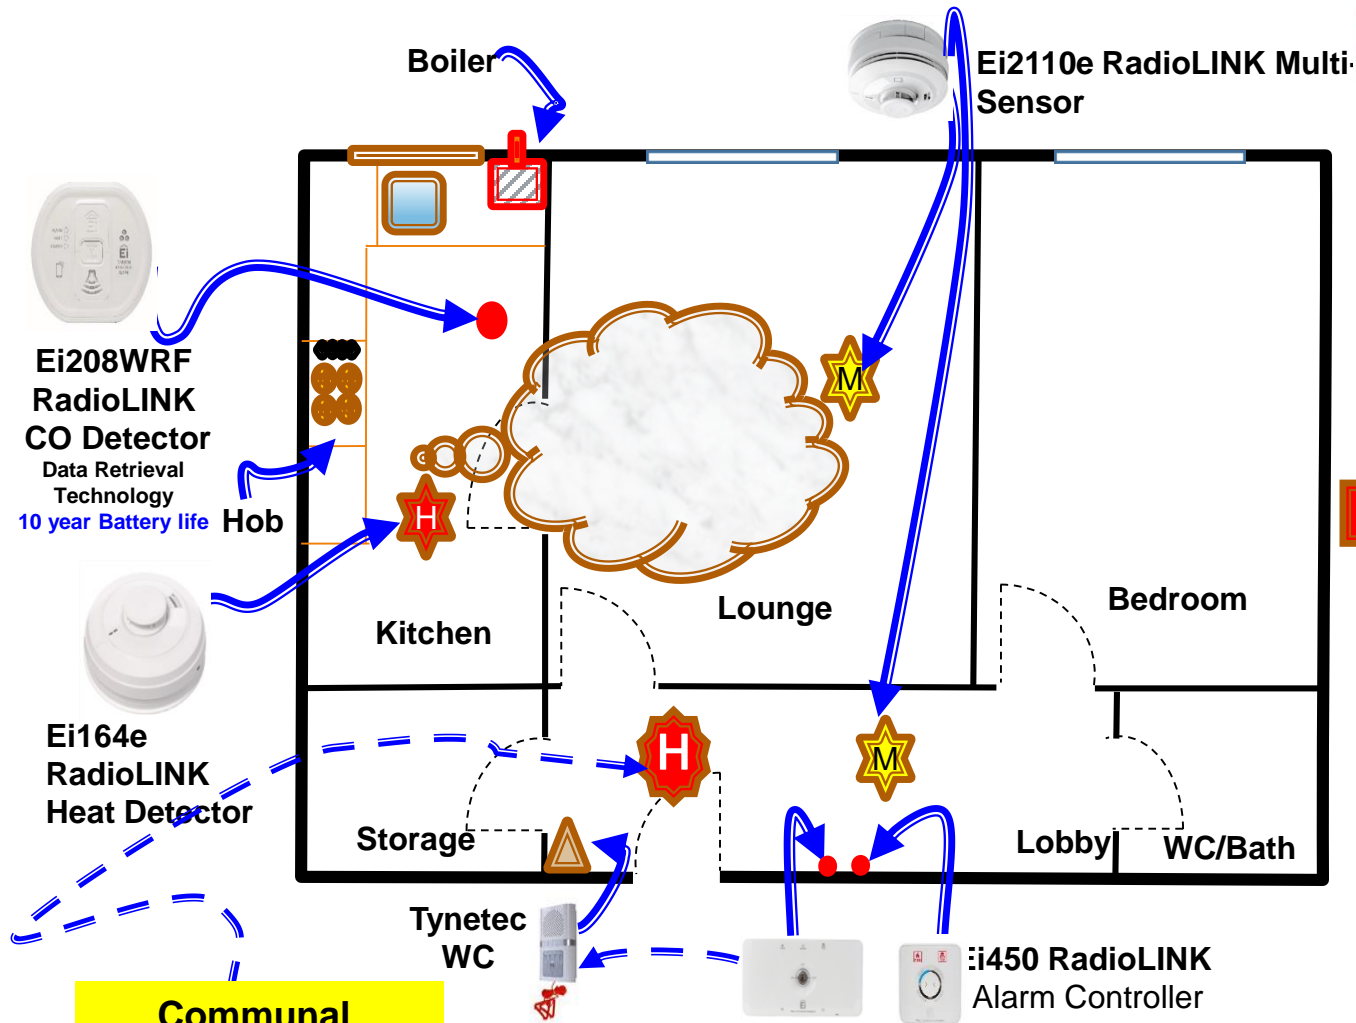 Boiler
Ei2110e RadioLINK Multi-
Sensor
Ei208WRF
RadioLINK
CO Detector
Data Retrieval
Technology
10 year Battery life
Hob
M
H
Kitchen
Lounge
Bedroom
Ei164e
RadioLINK
Heat Detector
H
M
Storage
Lobby
WC/Bath
Tynetec
WC
Ei450 RadioLINK
Alarm Controller
Communal